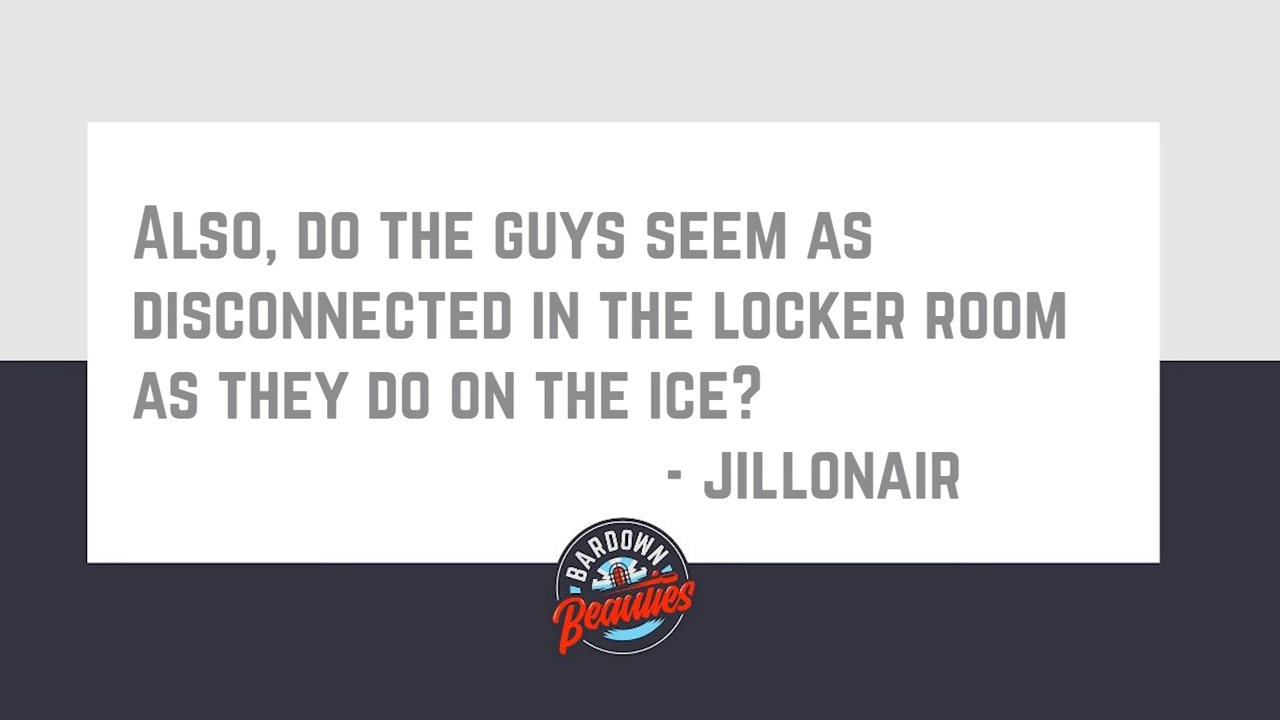 Also, do the guys seem as
disconnected in the locker room
as they do on the ice?
- jillonair
BARDOWN
Beauties